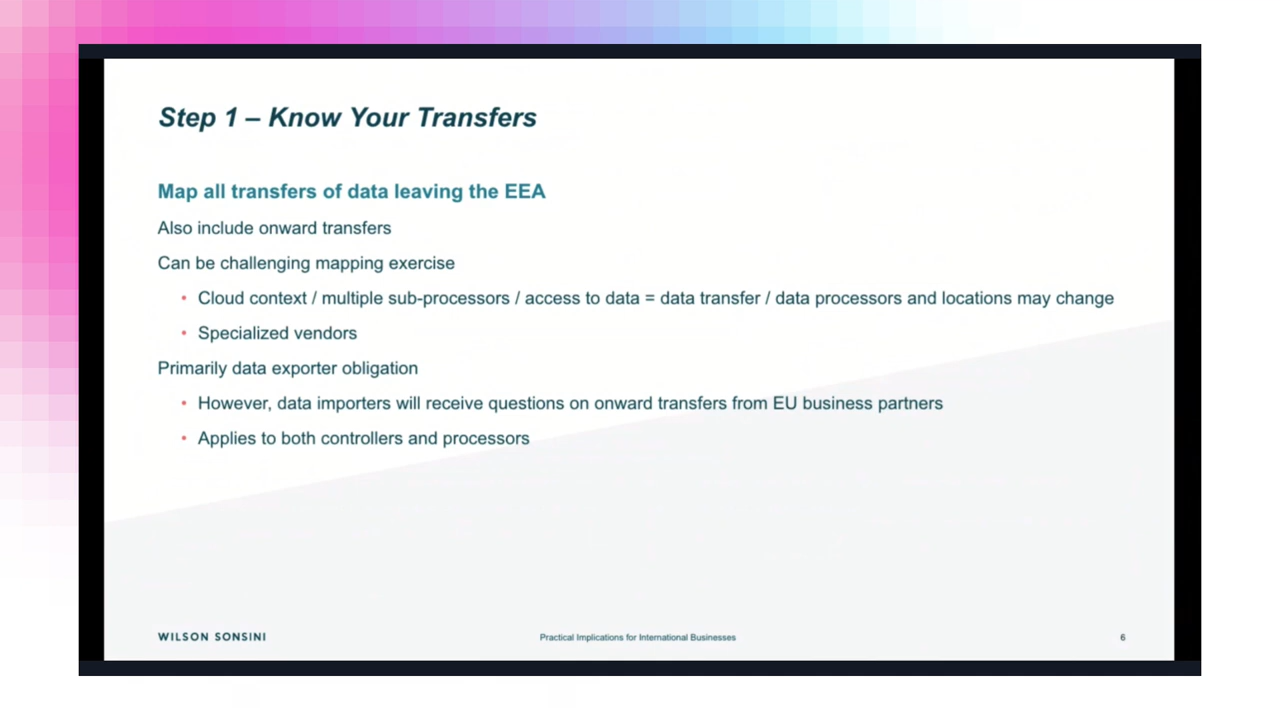 Step 1 – Know Your Transfers
Map all transfers of data leaving the EEA
Also include onward transfers
Can be challenging mapping exercise
• Cloud context / multiple sub-processors / access to data = data transfer / data processors and locations may change
• Specialized vendors
Primarily data exporter obligation
• However, data importers will receive questions on onward transfers from EU business partners
• Applies to both controllers and processors
WILSON SONSINI
Practical Implications for International Businesses
6